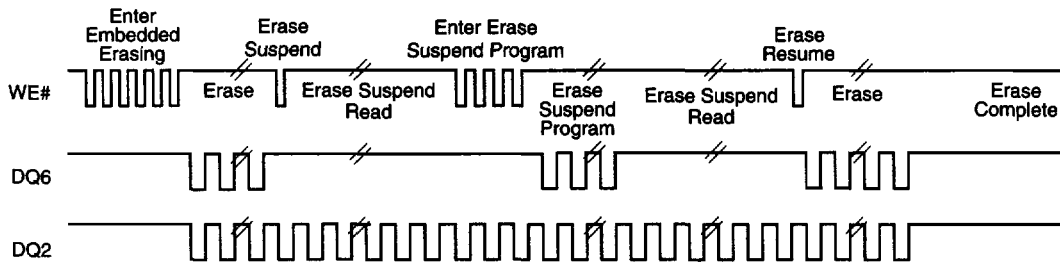 Enter
Embedded
Erasing
Erase
Suspend
Enter Erase
Suspend Program
Erase
Resume
WE#
Erase
Erase Suspend
Read
Erase
Suspend
Program
Erase Suspend
Read
Erase
Erase
Complete
DQ6
DQ2